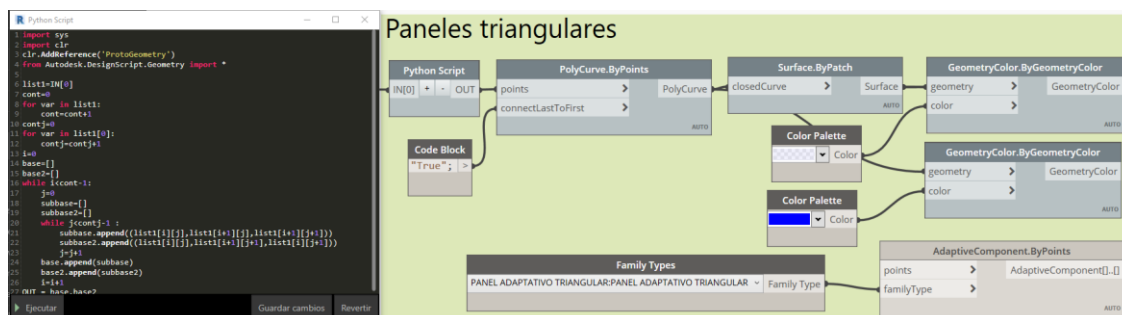 Python Script
1 import sys
2 import clr
3 clr.AddReference('ProtoGeometry')
4 from Autodesk.DesignScript.Geometry import *
5
6 list1=IN[0]
7 cont=0
8 for var in list1:
9 cont=cont+1
10 contj=0
11 for var in list1[0]:
12 contj=contj+1
13 i=0
14 base=[]
15 base2=[]
16 while i<cont-1:
17 j=0
18 subbase=[]
19 subbase2=[]
20 while j<contj-1 :
21 subbase.append((list1[i][j],list1[i+1][j],list1[i+1][j+1]))
22 subbase2.append((list1[i][j],list1[i+1][j+1],list1[i][j+1]))
23 j=j+1
24 base.append(subbase)
25 base2.append(subbase2)
26 i=i+1
27 OUT = base,base2
Ejecutar Guardar cambios Revertir
Paneles triangulares
Python Script
IN[0] + - OUT
AUTO
PolyCurve.ByPoints
points > PolyCurve
connectLastToFirst >
AUTO
Code Block
"True"; >
Surface.ByPatch
closedCurve > Surface
AUTO
Color Palette
Color
GeometryColor.ByGeometryColor
geometry > GeometryColor
color >
AUTO
GeometryColor.ByGeometryColor
geometry > GeometryColor
color >
AUTO
Color Palette
Color
Family Types
PANEL ADAPTATIVO TRIANGULAR:PANEL ADAPTATIVO TRIANGULAR Family Type
AdaptiveComponent.ByPoints
points > AdaptiveComponent[]..[]
familyType >
AUTO